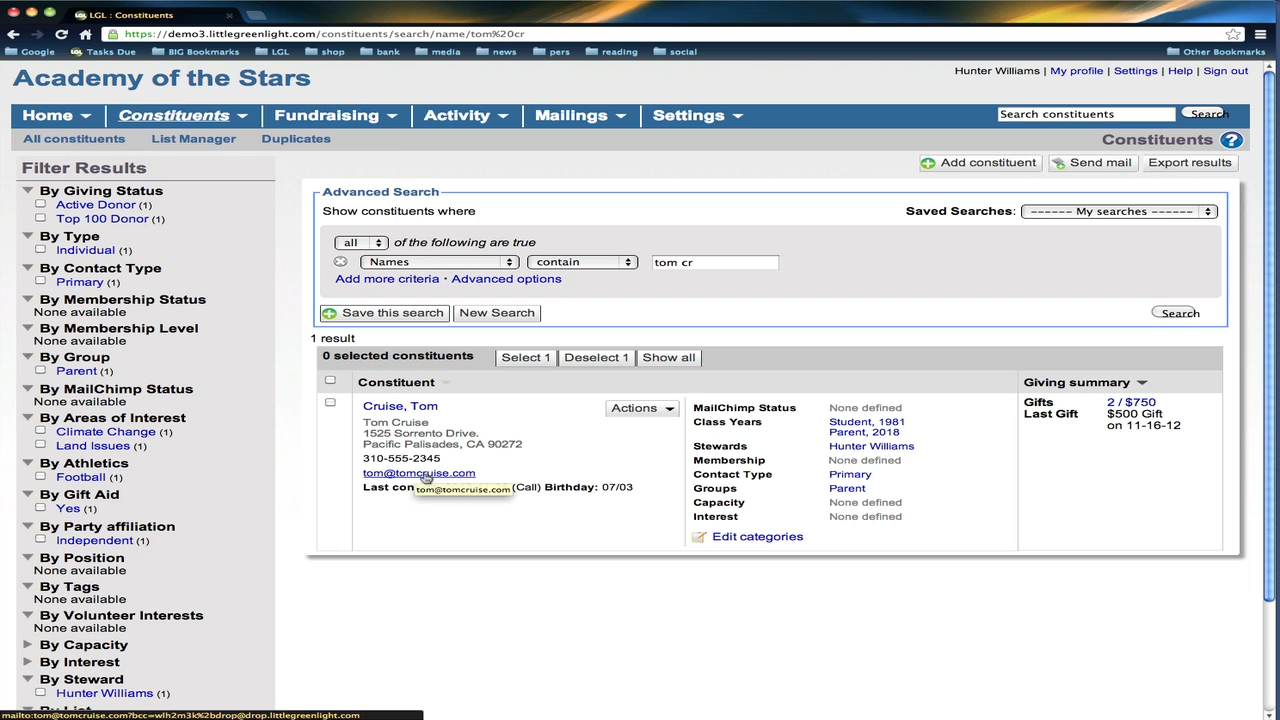 LGL : Constituents
https://demo3.littlegreenlight.com/constituents/search/name/tom%20cr
Google Tasks Due BIG Bookmarks LGL shop bank media news pers reading social Other Bookmarks
Academy of the Stars
Hunter Williams | My profile | Settings | Help | Sign out
Home Constituents Fundraising Activity Mailings Settings Search constituents Search
All constituents List Manager Duplicates Constituents ?
Add constituent Send mail Export results
Filter Results
By Giving Status
Active Donor (1)
Top 100 Donor (1)
By Type
Individual (1)
By Contact Type
Primary (1)
By Membership Status
None available
By Membership Level
None available
By Group
Parent (1)
By MailChimp Status
None available
By Areas of Interest
Climate Change (1)
Land Issues (1)
By Athletics
Football (1)
By Gift Aid
Yes (1)
By Party affiliation
Independent (1)
By Position
None available
By Tags
None available
By Volunteer Interests
None available
By Capacity
By Interest
By Steward
Hunter Williams (1)
Advanced Search
Show constituents where
Saved Searches: ------ My searches ------
all of the following are true
Names contain tom cr
Add more criteria · Advanced options
Save this search New Search Search
1 result
0 selected constituents Select 1 Deselect 1 Show all
Constituent Giving summary
Cruise, Tom
Actions
Tom Cruise
1525 Sorrento Drive.
Pacific Palisades, CA 90272
310-555-2345
tom@tomcruise.com
tom@tomcruise.com
(Call) Birthday: 07/03
MailChimp Status None defined
Class Years Student, 1981
Parent, 2018
Stewards Hunter Williams
Membership None defined
Contact Type Primary
Groups Parent
Capacity None defined
Interest None defined
Edit categories
Gifts 2 / $750
Last Gift $500 Gift
on 11-16-12
mailto:tom@tomcruise.com?bcc=wlh2m3k%2bdrop@drop.littlegreenlight.com